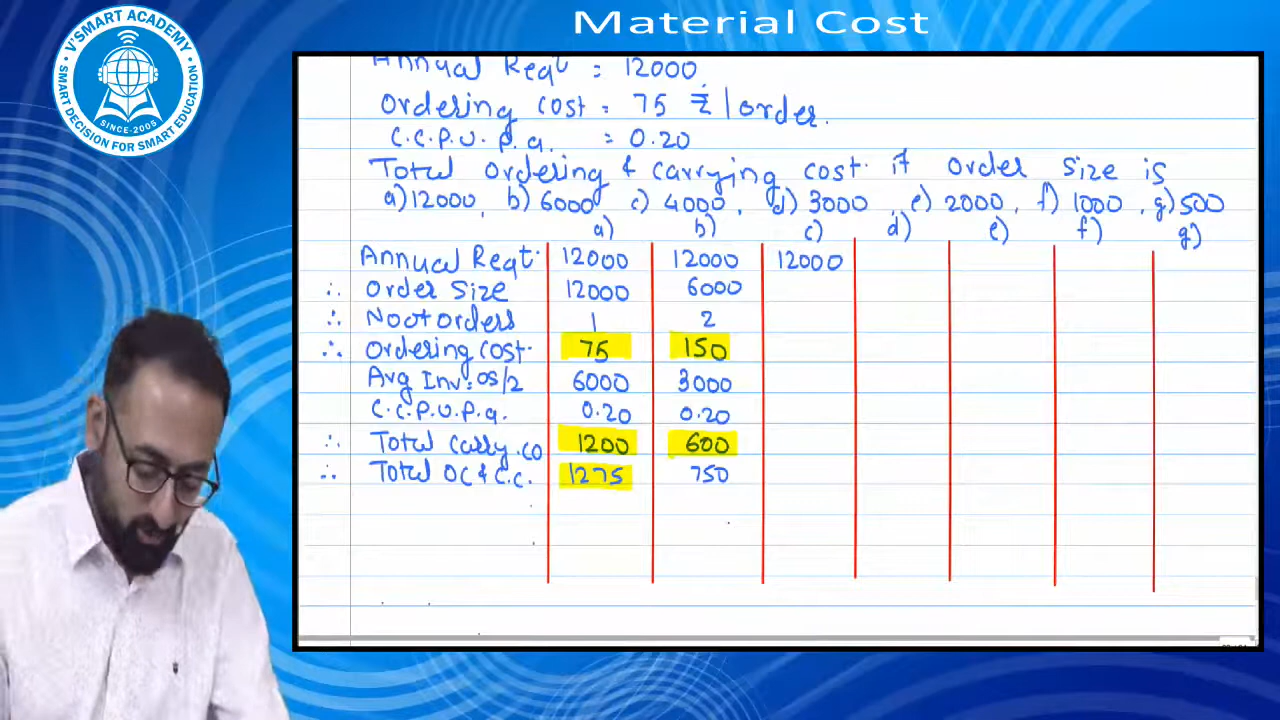 Material Cost
V'SMART ACADEMY
SINCE-2005
SMART DECISION FOR SMART EDUCATION
Annual Reqt = 12000
Ordering cost = 75 ₹ / order.
C.C.P.U. p.a. = 0.20
Total ordering & carrying cost if order size is
a) 12000, b) 6000 c) 4000, d) 3000, e) 2000, f) 1000, g) 500
a) b) c) d) e) f) g)
Annual Reqt. 12000 12000 12000
∴ Order Size 12000 6000
∴ No of orders 1 2
∴ Ordering cost. 75 150
Avg Inv = OS/2 6000 3000
C.C.P.U.P.a. 0.20 0.20
∴ Total Carry.co 1200 600
∴ Total OC & C.C. 1275 750